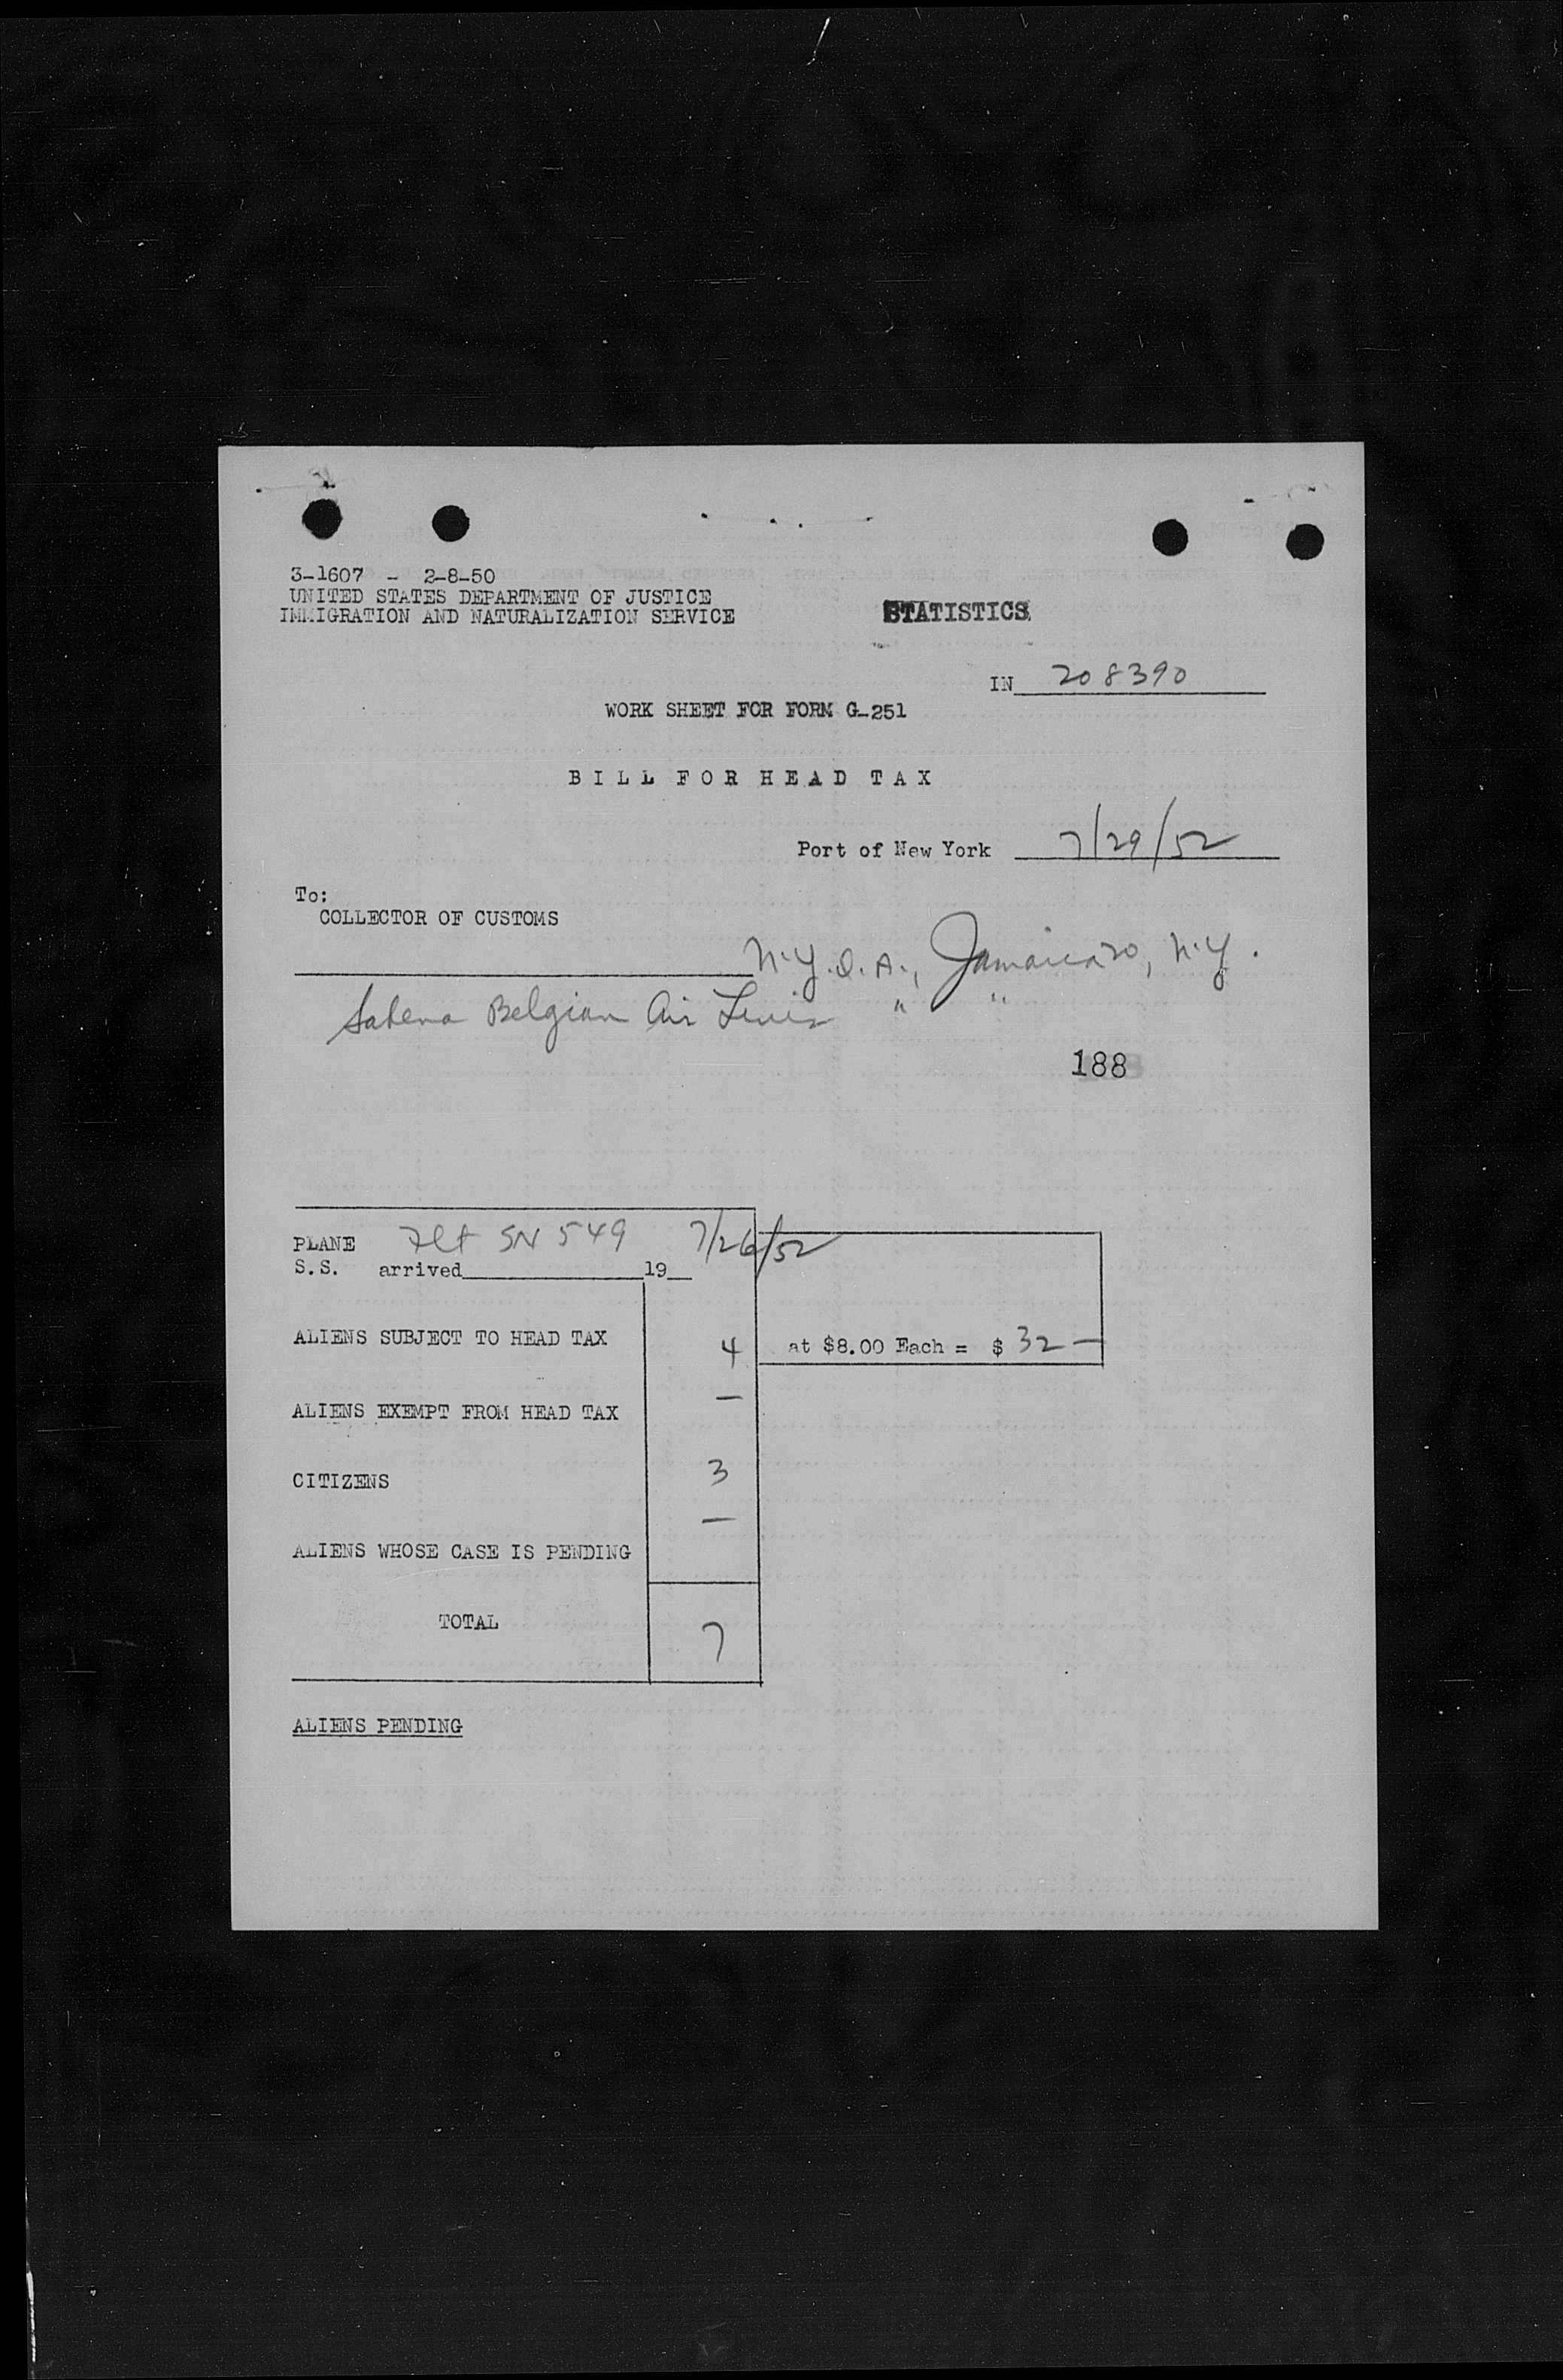 3-1607 - 2-8-50
UNITED STATES DEPARTMENT OF JUSTICE
IMMIGRATION AND NATURALIZATION SERVICE
STATISTICS
IN 208390
WORK SHEET FOR FORM G-251
BILL FOR HEAD TAX
Port of New York 7/29/52
To:
COLLECTOR OF CUSTOMS
N.Y.I.A., Jamaica 30, N.Y.
Sabena Belgian Air Lines " "
188
PLANE Flt SN 549 7/26/52
S.S. arrived 19
ALIENS SUBJECT TO HEAD TAX 4 at $8.00 Each = $ 32 —
ALIENS EXEMPT FROM HEAD TAX —
CITIZENS 3
ALIENS WHOSE CASE IS PENDING —
TOTAL 7
ALIENS PENDING